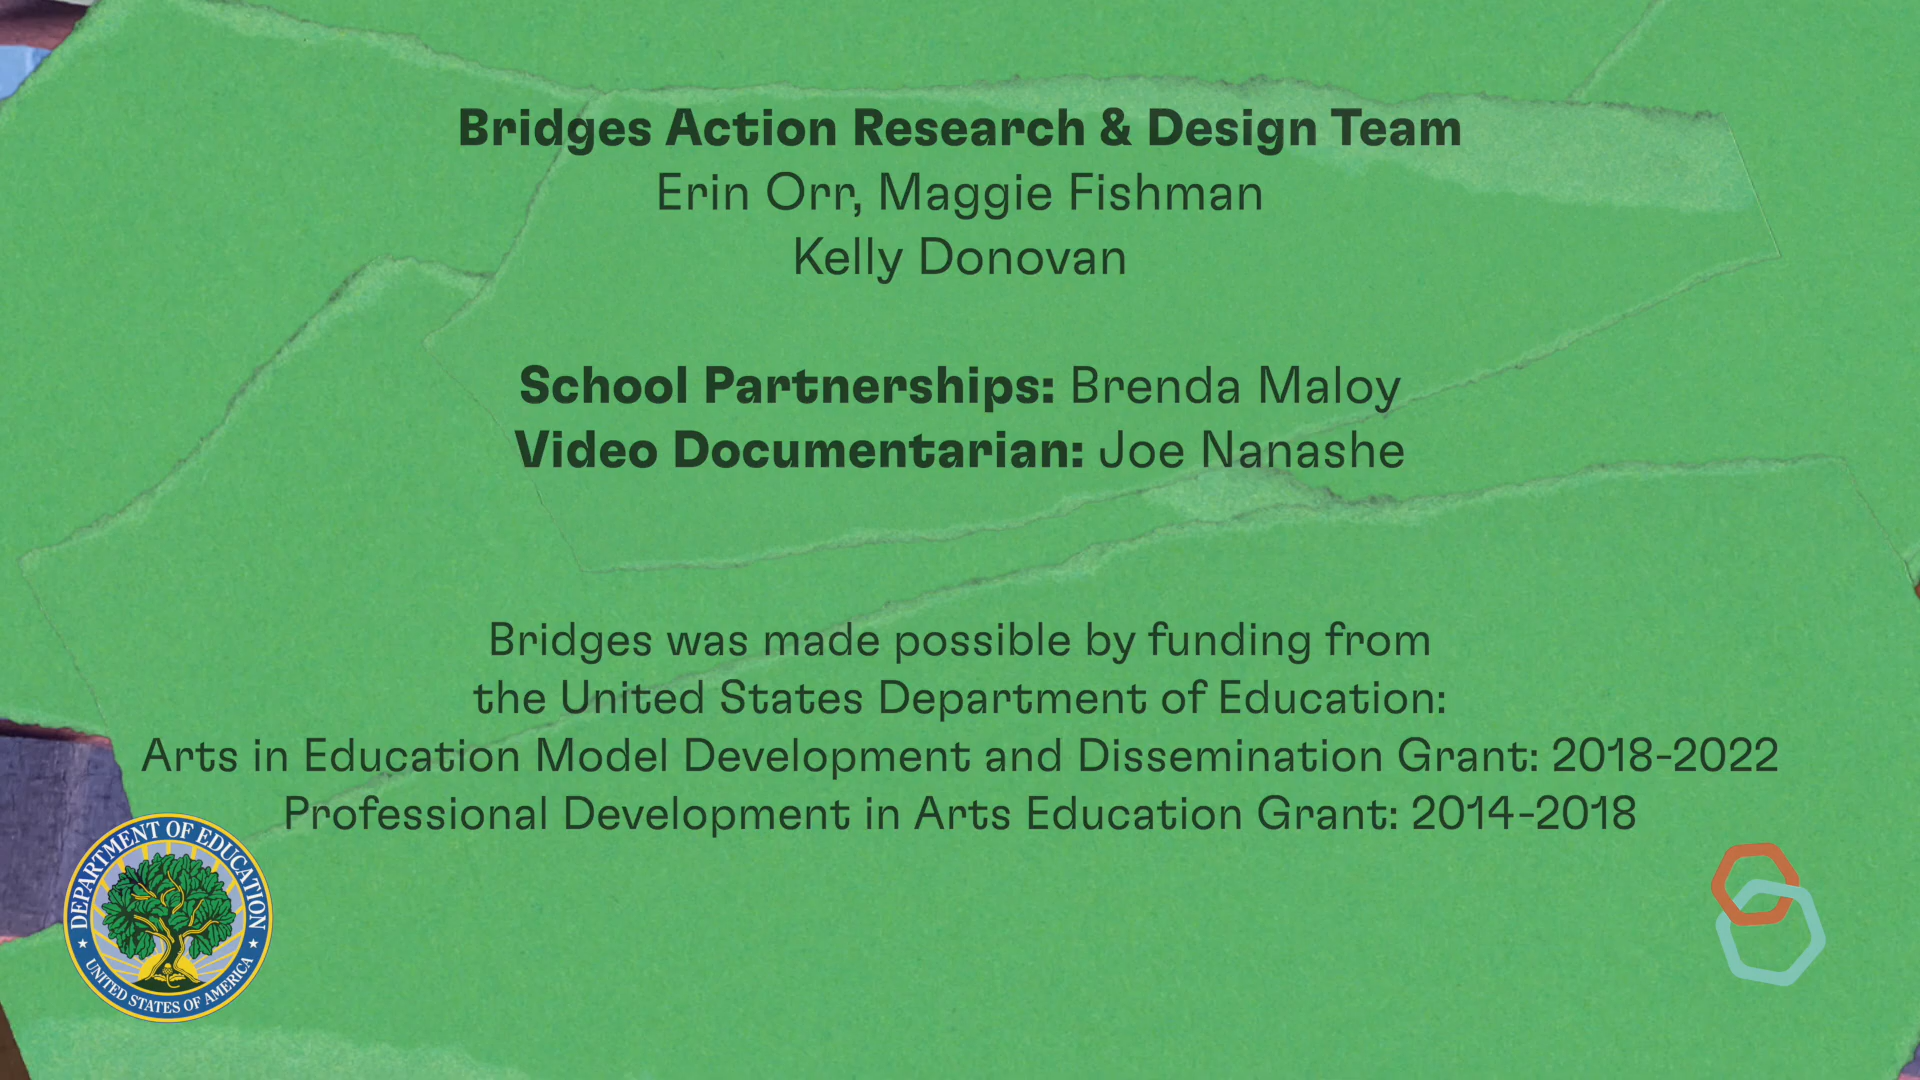 Bridges Action Research & Design Team
Erin Orr, Maggie Fishman
Kelly Donovan
School Partnerships: Brenda Maloy
Video Documentarian: Joe Nanashe
Bridges was made possible by funding from
the United States Department of Education:
Arts in Education Model Development and Dissemination Grant: 2018-2022
Professional Development in Arts Education Grant: 2014-2018
DEPARTMENT OF EDUCATION
UNITED STATES OF AMERICA